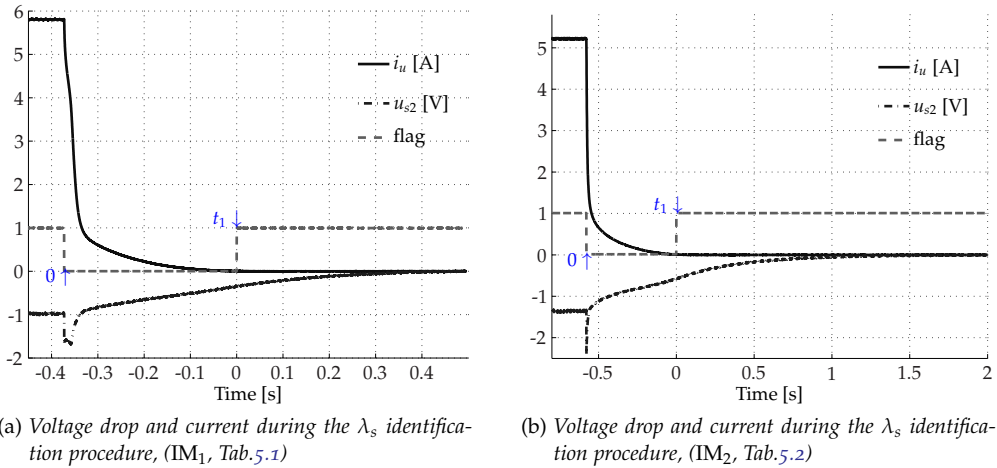 6
5
4
3
2
1
0
-1
-2
-0.4 -0.3 -0.2 -0.1 0 0.1 0.2 0.3 0.4
Time [s]
i_u [A]
u_s2 [V]
flag
t_1
0
(a) Voltage drop and current during the λ_s identifica-
tion procedure, (IM_1, Tab.5.1)
5
4
3
2
1
0
-1
-2
-0.5 0 0.5 1 1.5 2
Time [s]
i_u [A]
u_s2 [V]
flag
t_1
0
(b) Voltage drop and current during the λ_s identifica-
tion procedure, (IM_2, Tab.5.2)